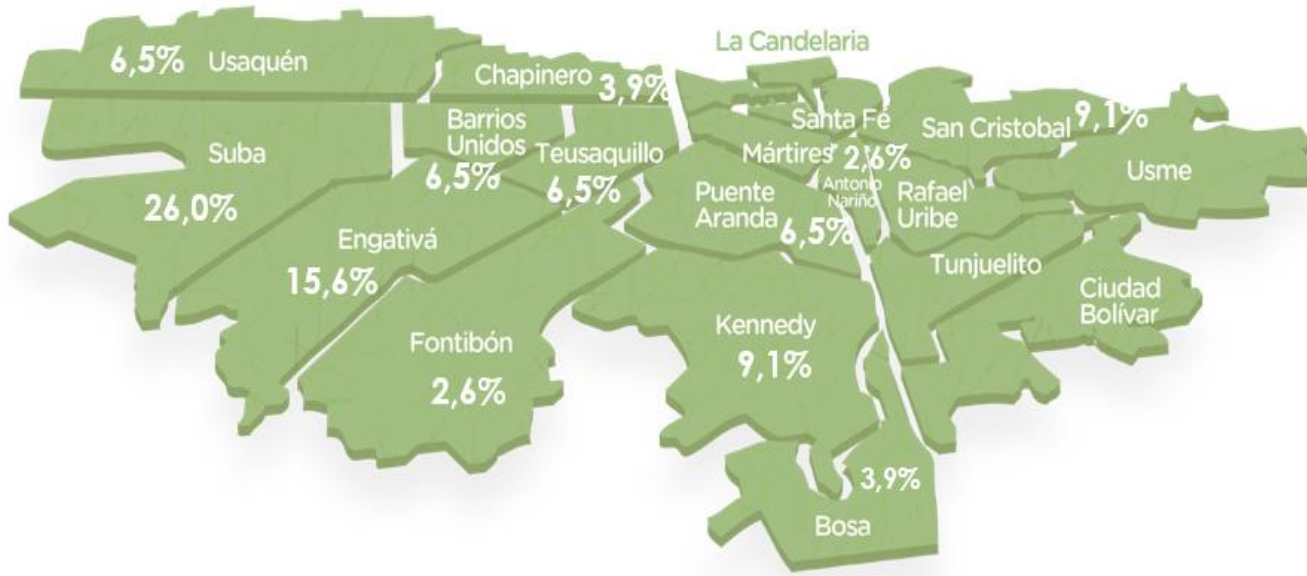 La Candelaria
6,5% Usaquén
Chapinero
3,9%
Santa Fé
San Cristobal
9,1%
Barrios
Unidos
6,5%
Teusaquillo
6,5%
Mártires
2,6%
Antonio
Nariño
Rafael
Uribe
Usme
Suba
26,0%
Puente
Aranda
6,5%
Engativá
15,6%
Tunjuelito
Ciudad
Bolívar
Fontibón
2,6%
Kennedy
9,1%
3,9%
Bosa